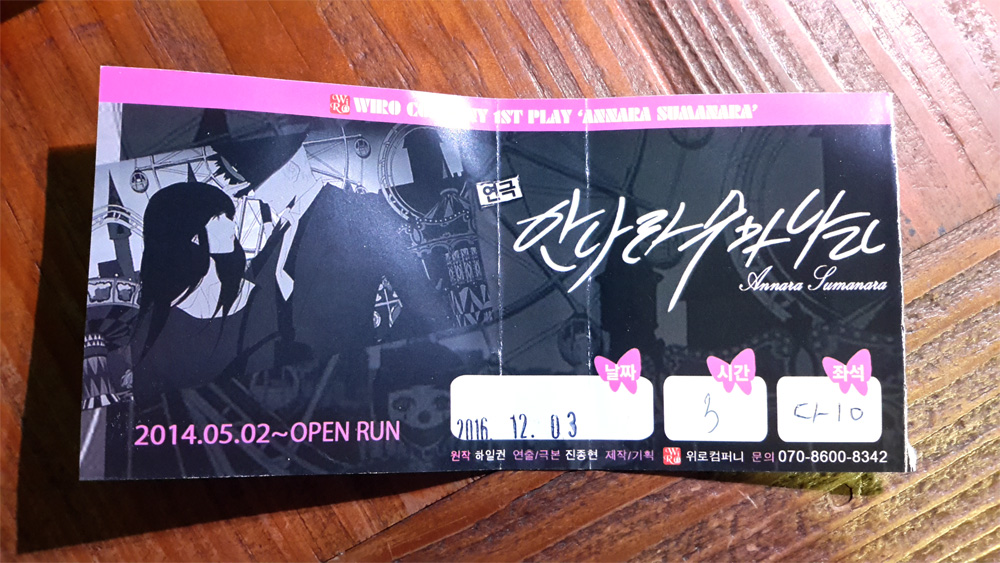 WIRO COMPANY 1ST PLAY 'ANNARA SUMANARA'
연극
안나라수마나라
Annara Sumanara
날짜 시간 좌석
2016. 12. 03 3 다-10
2014.05.02~OPEN RUN
원작 하일권 연출/극본 진종현 제작/기획 위로컴퍼니 문의 070-8600-8342